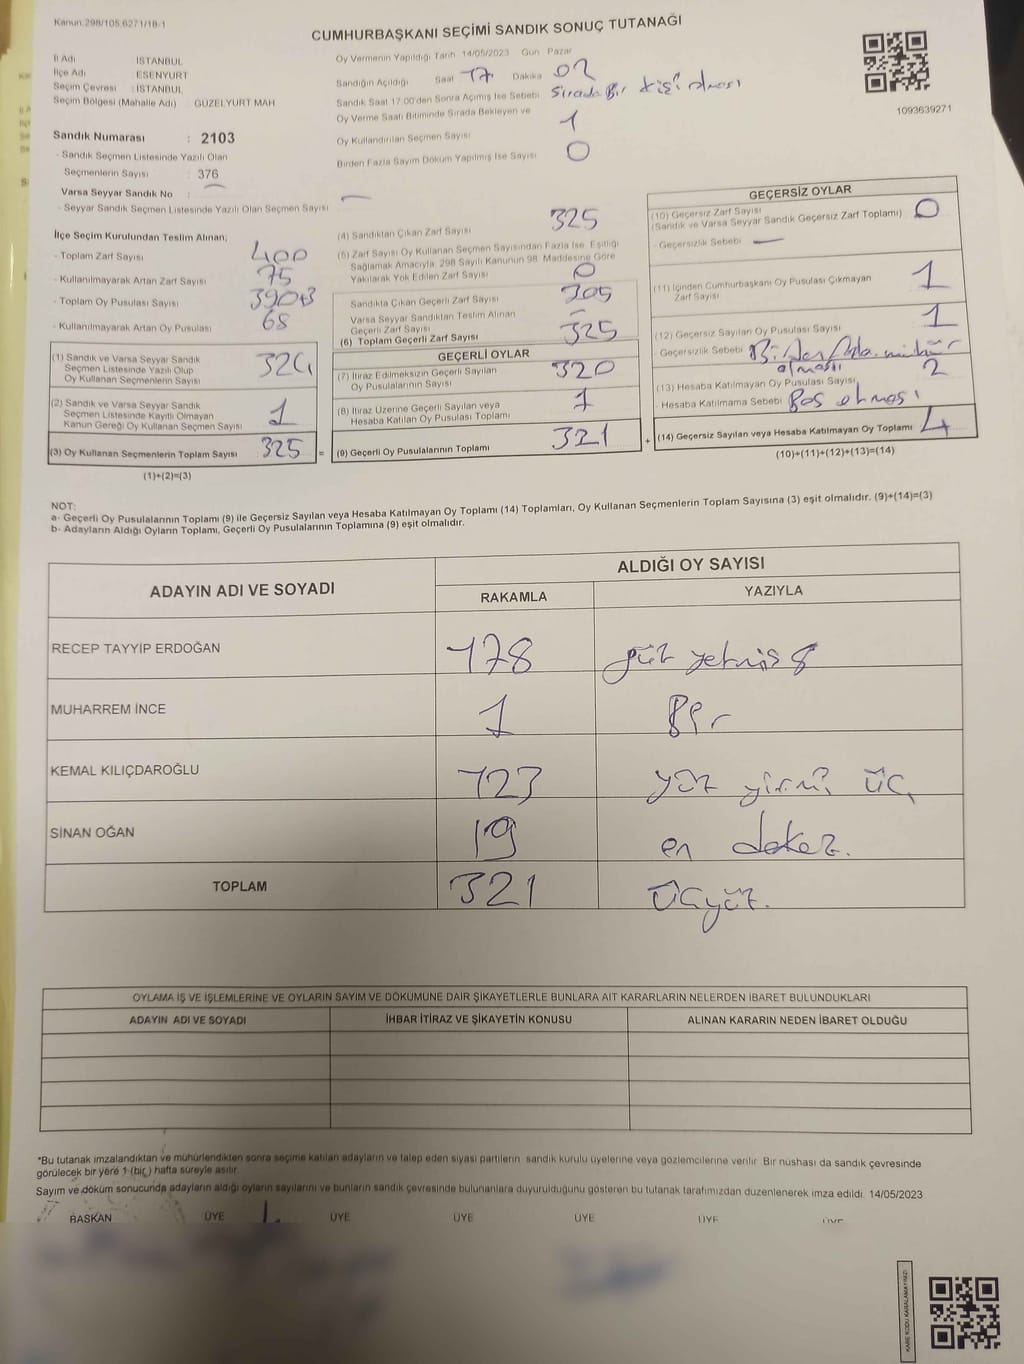 Kanun.298/105,6271/18-1
CUMHURBAŞKANI SEÇİMİ SANDIK SONUÇ TUTANAĞI
İl Adı : İSTANBUL
İlçe Adı : ESENYURT
Seçim Çevresi : İSTANBUL
Seçim Bölgesi (Mahalle Adı) : GÜZELYURT MAH
Sandık Numarası : 2103
- Sandık Seçmen Listesinde Yazılı Olan Seçmenlerin Sayısı : 376
Varsa Seyyar Sandık No : —
- Seyyar Sandık Seçmen Listesinde Yazılı Olan Seçmen Sayısı —
Oy Vermenin Yapıldığı Tarih 14/05/2023 Gün Pazar
Sandığın Açıldığı Saat 17 Dakika 02
Sandık Saat 17:00'den Sonra Açılmış İse Sebebi Sırada Bir kişi olması
Oy Verme Saati Bitiminde Sırada Bekleyen ve
Oy Kullandırılan Seçmen Sayısı 1
Birden Fazla Sayım Döküm Yapılmış İse Sayısı 0
1093639271
İlçe Seçim Kurulundan Teslim Alınan;
- Toplam Zarf Sayısı 400
- Kullanılmayarak Artan Zarf Sayısı 75
- Toplam Oy Pusulası Sayısı
- Kullanılmayarak Artan Oy Pusulası 68
(1) Sandık ve Varsa Seyyar Sandık
Seçmen Listesinde Yazılı Olup
Oy Kullanan Seçmenlerin Sayısı 324
(2) Sandık ve Varsa Seyyar Sandık
Seçmen Listesinde Kayıtlı Olmayan
Kanun Gereği Oy Kullanan Seçmen Sayısı 1
(3) Oy Kullanan Seçmenlerin Toplam Sayısı 325
(1)+(2)=(3)
(4) Sandıktan Çıkan Zarf Sayısı 325
(5) Zarf Sayısı Oy Kullanan Seçmen Sayısından Fazla İse, Eşitliği
Sağlamak Amacıyla, 298 Sayılı Kanunun 98. Maddesine Göre
Yakılarak Yok Edilen Zarf Sayısı 0
Sandıkta Çıkan Geçerli Zarf Sayısı
Varsa Seyyar Sandıktan Teslim Alınan
Geçerli Zarf Sayısı –
(6) Toplam Geçerli Zarf Sayısı 325
GEÇERLİ OYLAR
(7) İtiraz Edilmeksizin Geçerli Sayılan
Oy Pusulalarının Sayısı 320
(8) İtiraz Üzerine Geçerli Sayılan veya
Hesaba Katılan Oy Pusulası Toplamı 1
= (9) Geçerli Oy Pusulalarının Toplamı 321 +
GEÇERSİZ OYLAR
(10) Geçersiz Zarf Sayısı
(Sandık ve Varsa Seyyar Sandık Geçersiz Zarf Toplamı) 0
- Geçersizlik Sebebi —
(11) İçinden Cumhurbaşkanı Oy Pusulası Çıkmayan
Zarf Sayısı 1
(12) Geçersiz Sayılan Oy Pusulası Sayısı 1
- Geçersizlik Sebebi Birden fazla mühür
olması
(13) Hesaba Katılmayan Oy Pusulası Sayısı 2
- Hesaba Katılmama Sebebi Boş olması
(14) Geçersiz Sayılan veya Hesaba Katılmayan Oy Toplamı 4
(10)+(11)+(12)+(13)=(14)
NOT:
a- Geçerli Oy Pusulalarının Toplamı (9) ile Geçersiz Sayılan veya Hesaba Katılmayan Oy Toplamı (14) Toplamları, Oy Kullanan Seçmenlerin Toplam Sayısına (3) eşit olmalıdır. (9)+(14)=(3)
b- Adayların Aldığı Oyların Toplamı, Geçerli Oy Pusulalarının Toplamına (9) eşit olmalıdır.
ADAYIN ADI VE SOYADI ALDIĞI OY SAYISI
RAKAMLA YAZIYLA
RECEP TAYYİP ERDOĞAN 178 yüz yetmiş 8
MUHARREM İNCE 1 Bir
KEMAL KILIÇDAROĞLU 123 yüz yirmi üç
SİNAN OĞAN 19 on dokuz.
TOPLAM 321 Üçyüz.
OYLAMA İŞ VE İŞLEMLERİNE VE OYLARIN SAYIM VE DÖKÜMÜNE DAİR ŞİKAYETLERLE BUNLARA AİT KARARLARIN NELERDEN İBARET BULUNDUKLARI
ADAYIN ADI VE SOYADI İHBAR İTİRAZ VE ŞİKAYETİN KONUSU ALINAN KARARIN NEDEN İBARET OLDUĞU
*Bu tutanak imzalandıktan ve mühürlendikten sonra seçime katılan adayların ve talep eden siyasi partilerin sandık kurulu üyelerine veya gözlemcilerine verilir. Bir nüshası da sandık çevresinde
görülecek bir yere 1 (bir) hafta süreyle asılır.
Sayım ve döküm sonucunda adayların aldığı oyların sayılarını ve bunların sandık çevresinde bulunanlara duyurulduğunu gösteren bu tutanak tarafımızdan düzenlenerek imza edildi. 14/05/2023
BAŞKAN ÜYE ÜYE ÜYE ÜYE ÜYE ÜYE
KARE KODU KARALAMAYINIZ!